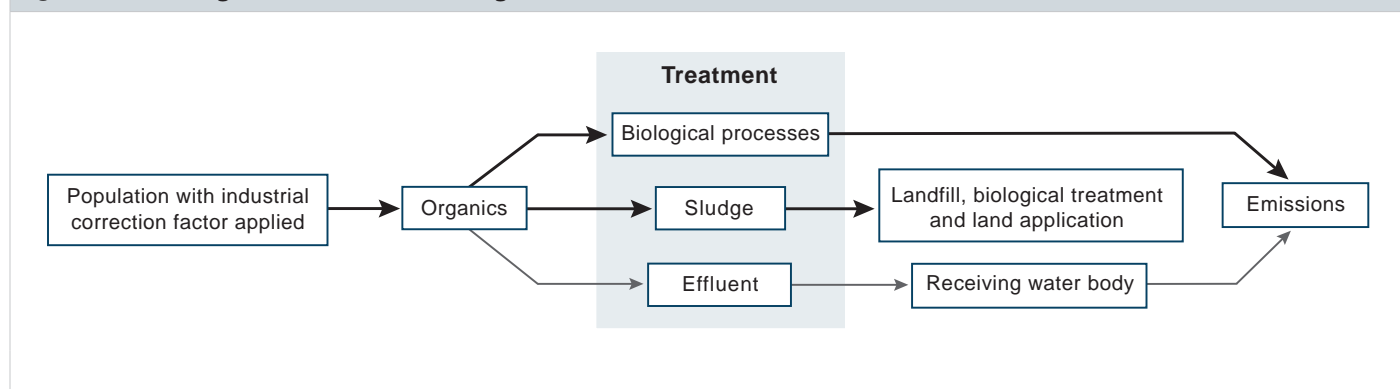 Treatment
Biological processes
Population with industrial
correction factor applied
Organics
Sludge
Landfill, biological treatment
and land application
Emissions
Effluent
Receiving water body